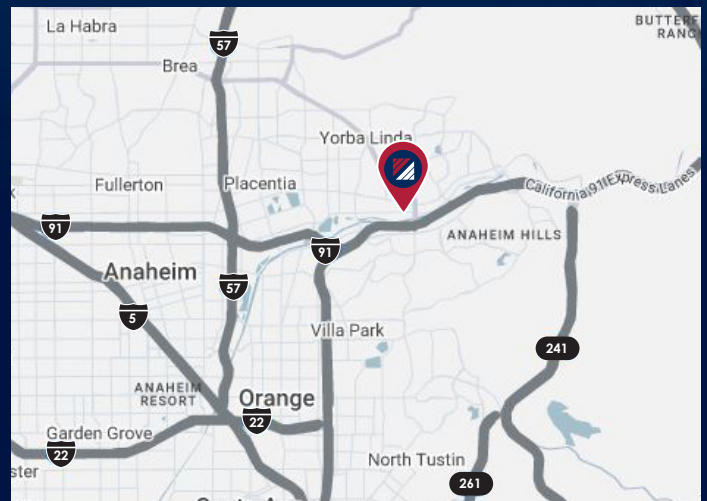 La Habra
57
BUTTERF
RANC
Brea
Yorba Linda
Fullerton
Placentia
California 91 Express Lanes
91
91
ANAHEIM HILLS
Anaheim
57
5
Villa Park
241
ANAHEIM
RESORT
Orange
22
Garden Grove
22
ster
North Tustin
261